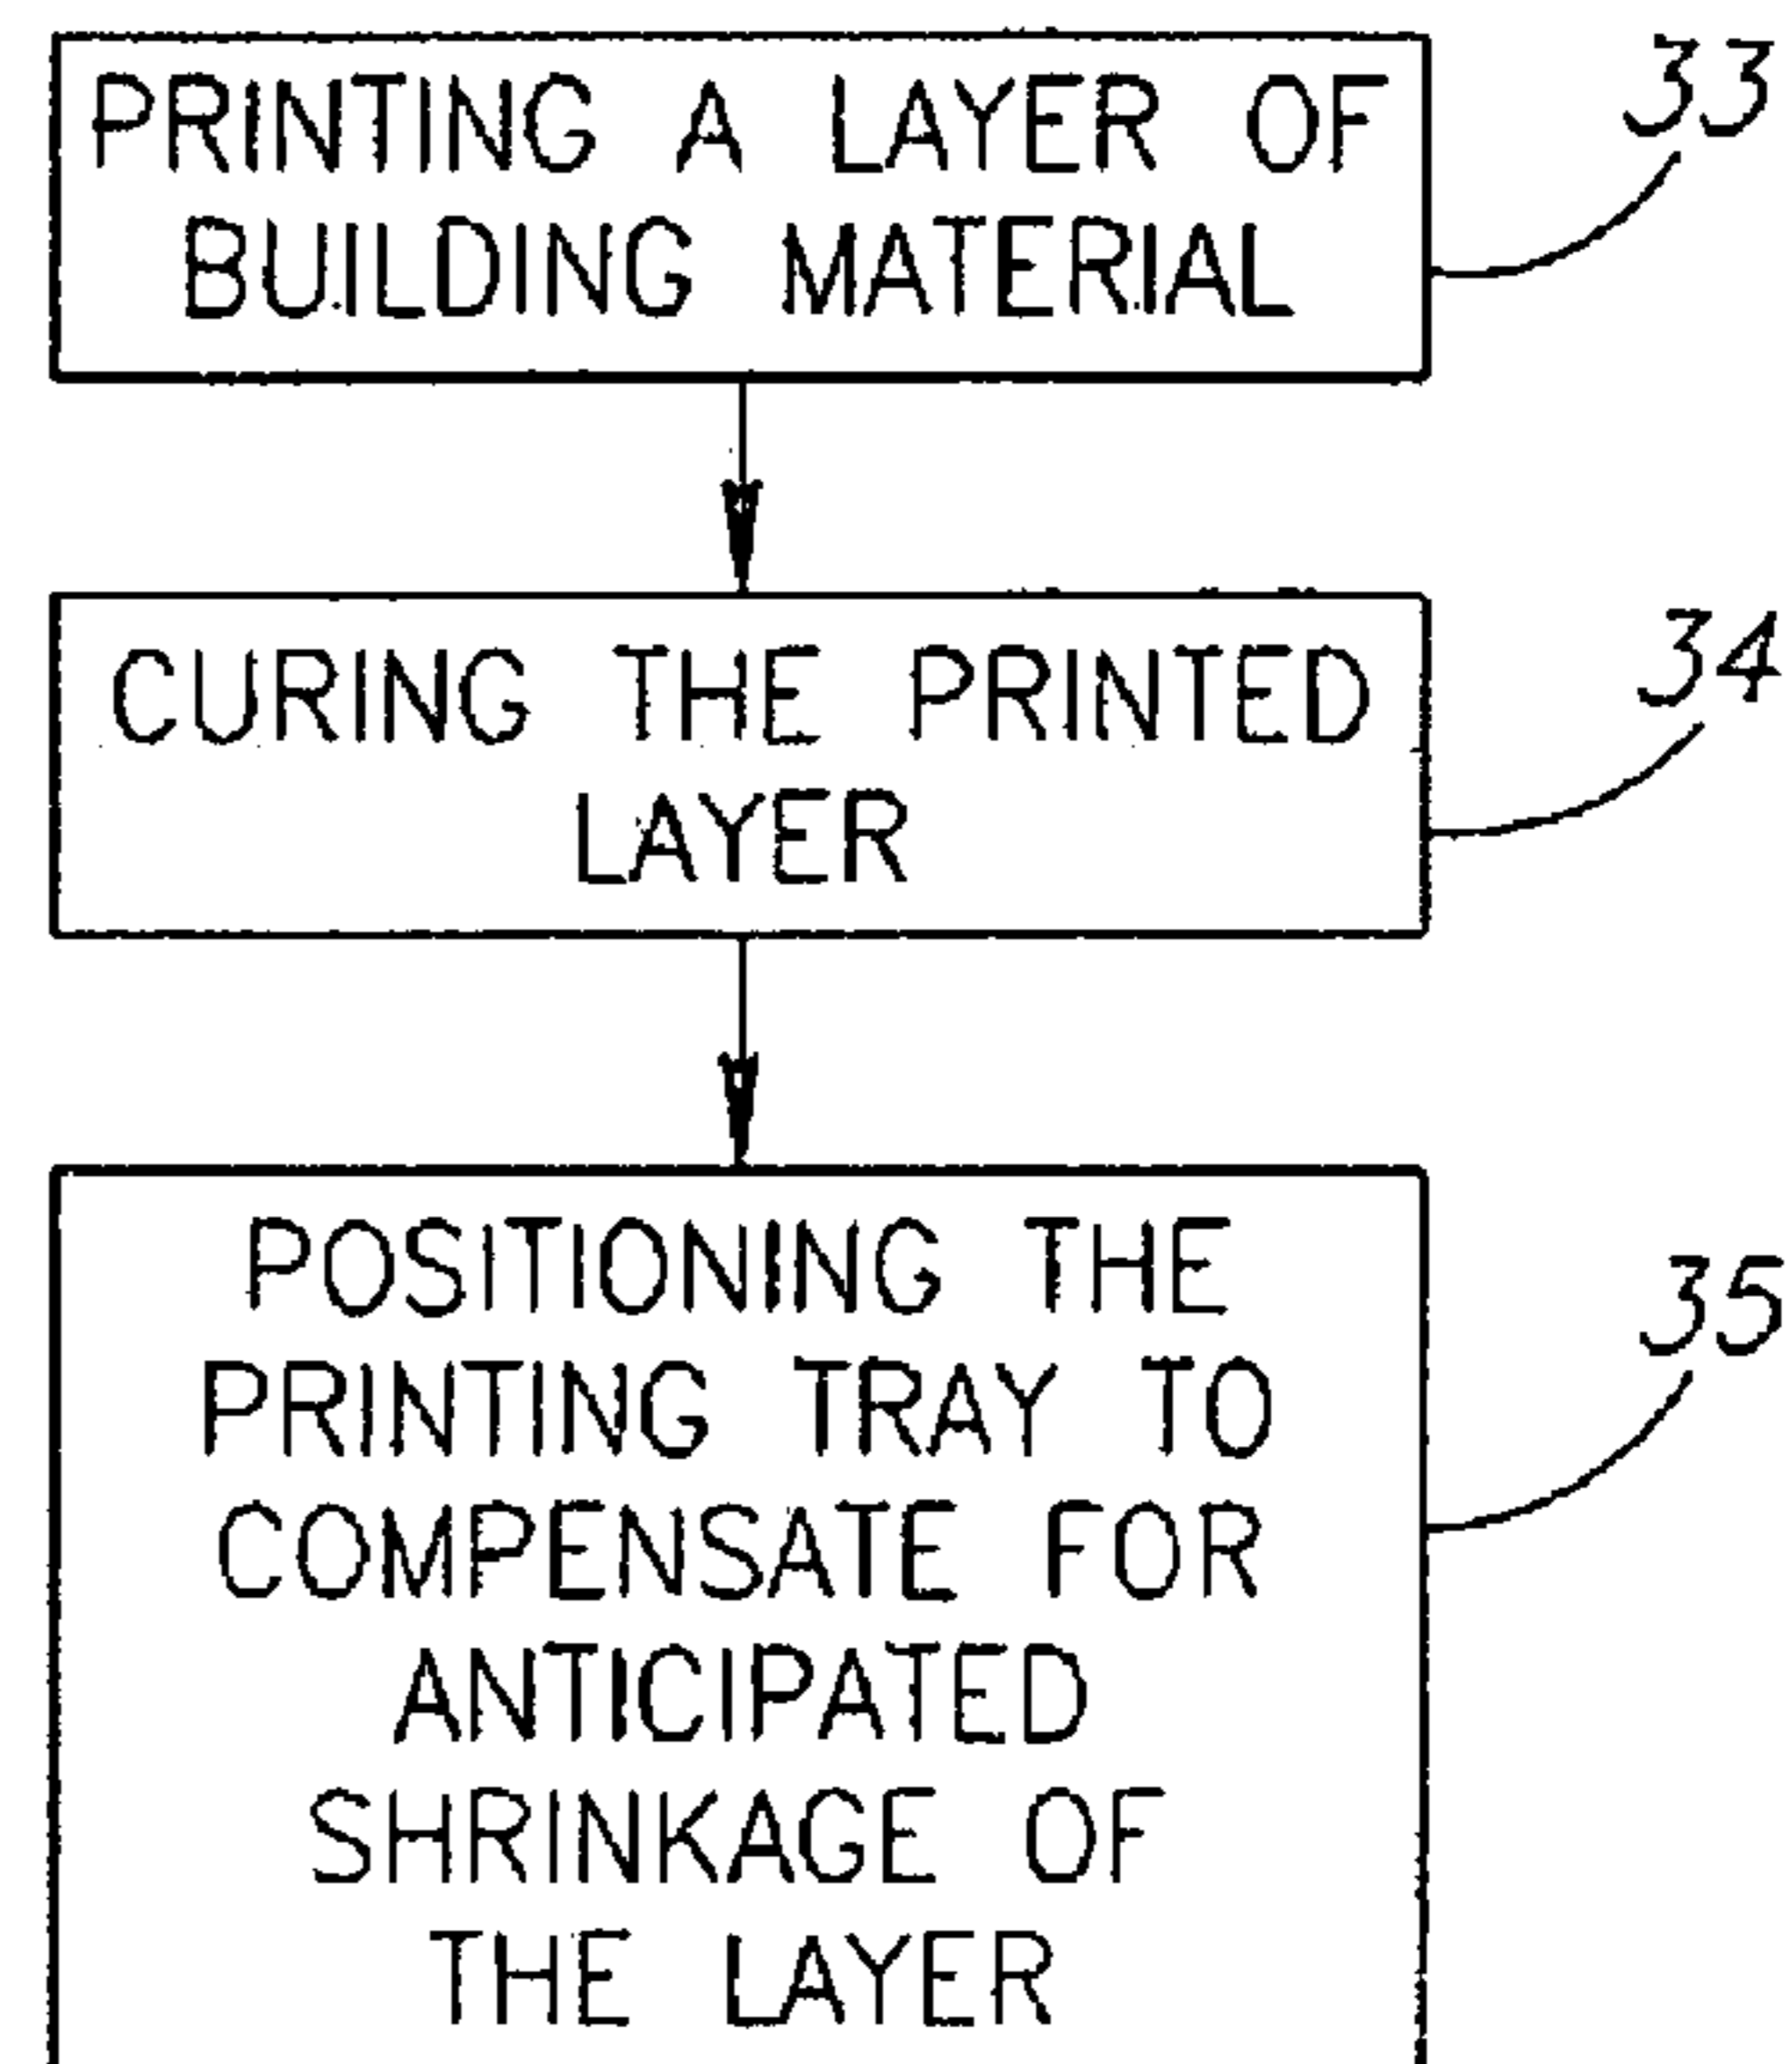 PRINTING A LAYER OF
BUILDING MATERIAL
33
CURING THE PRINTED
LAYER
34
POSITIONING THE
PRINTING TRAY TO
COMPENSATE FOR
ANTICIPATED
SHRINKAGE OF
THE LAYER
35